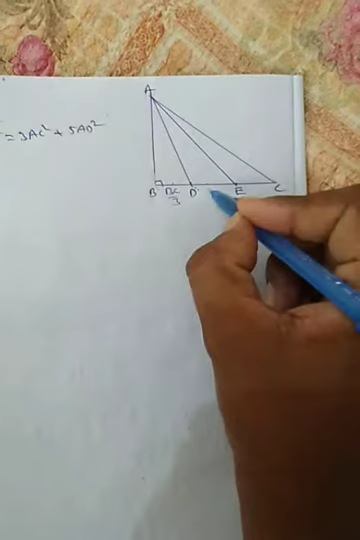 = 3AC² + 5AD²
A
B BC/3 D E C